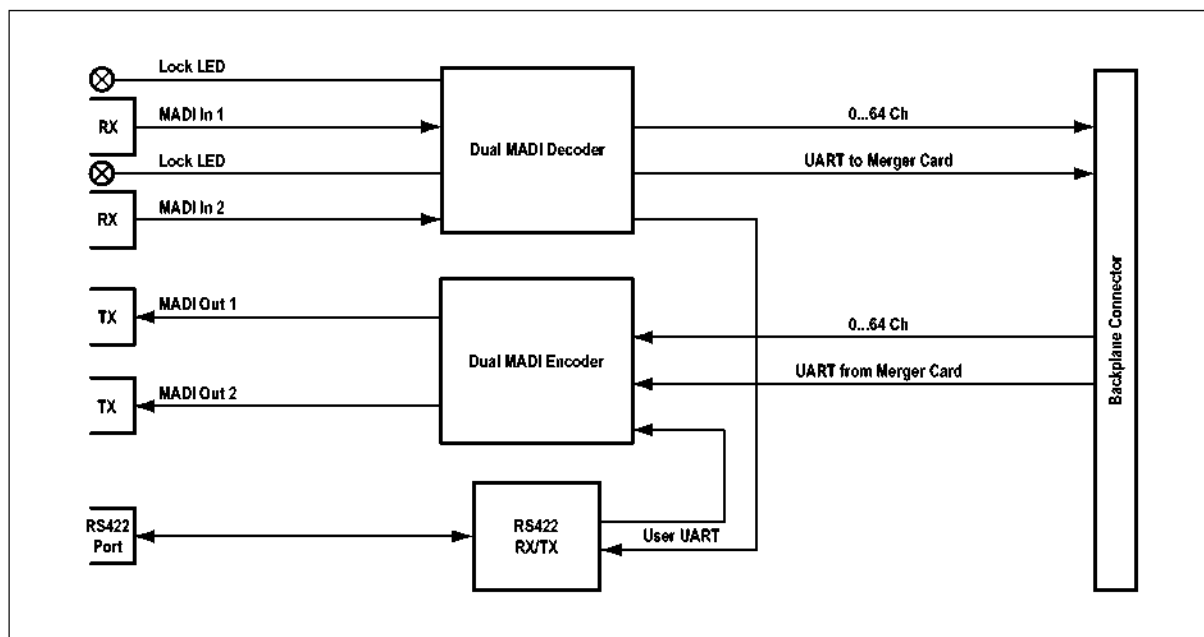 Lock LED
RX
MADI In 1
Lock LED
RX
MADI In 2
Dual MADI Decoder
0...64 Ch
UART to Merger Card
TX
MADI Out 1
TX
MADI Out 2
Dual MADI Encoder
0...64 Ch
UART from Merger Card
Backplane Connector
RS422
Port
RS422
RX/TX
User UART